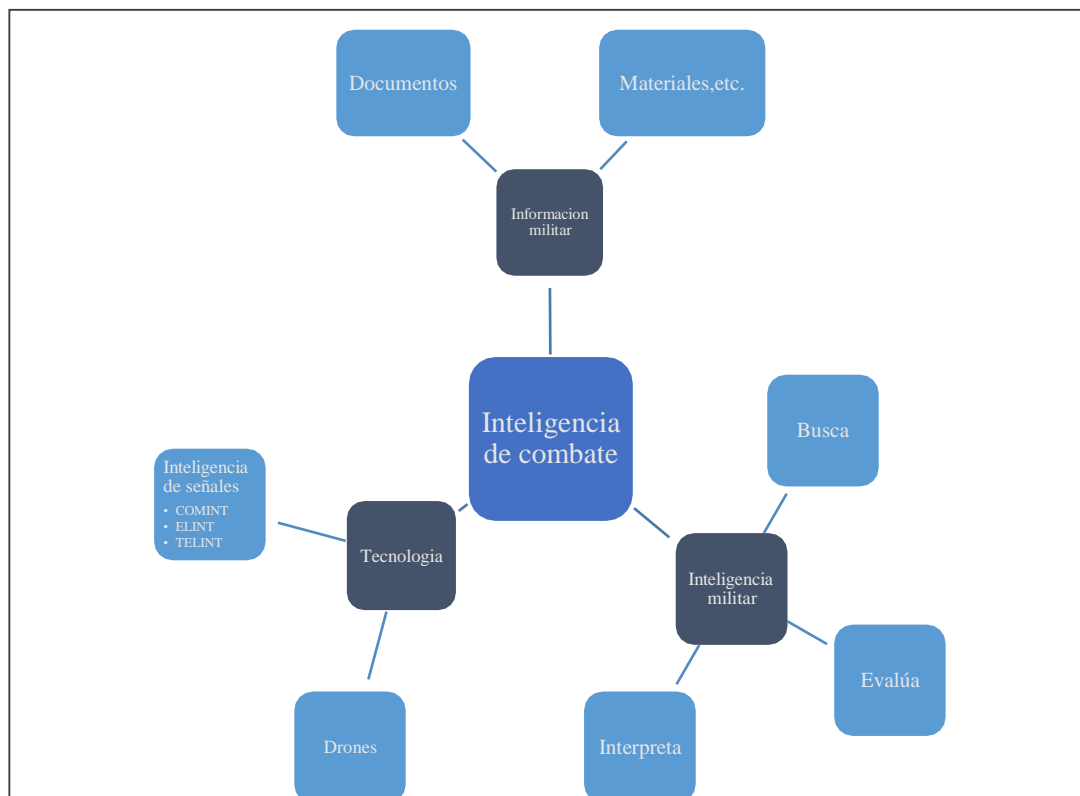 Documentos
Materiales,etc.
Informacion
militar
Inteligencia
de combate
Busca
Inteligencia
de señales
• COMINT
• ELINT
• TELINT
Tecnologia
Inteligencia
militar
Evalúa
Drones
Interpreta